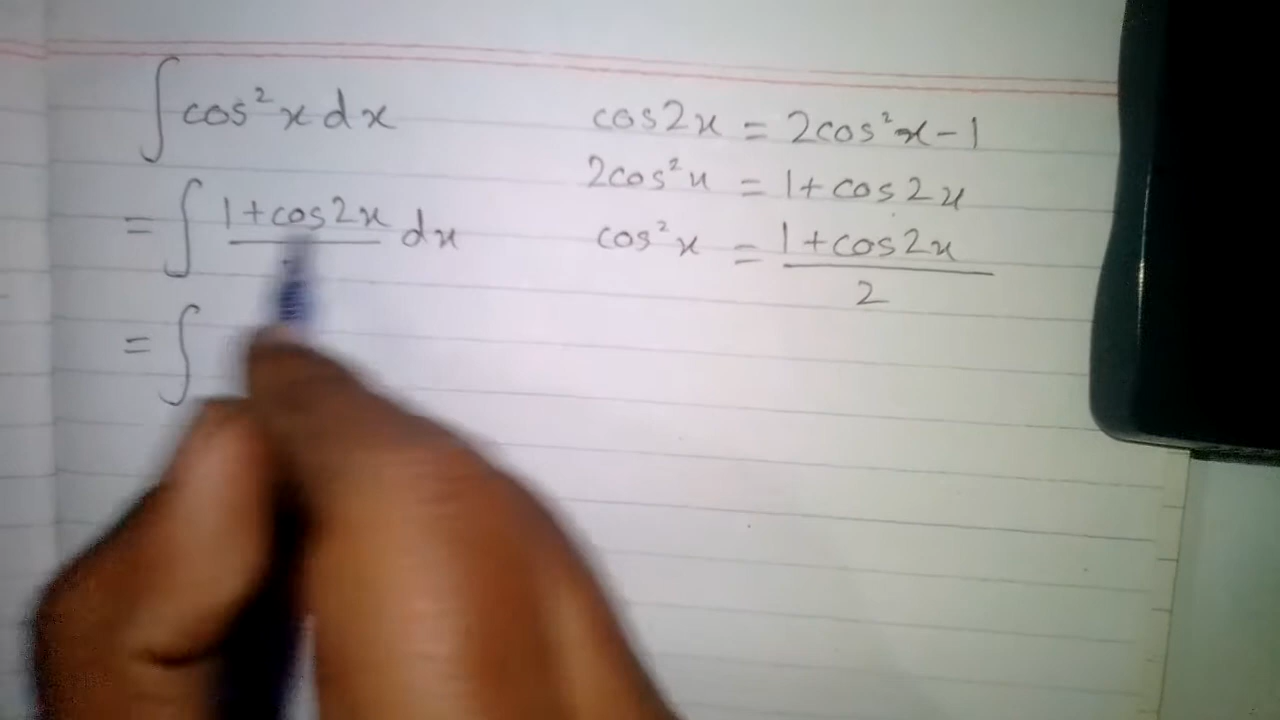 ∫cos²x dx
= ∫ 1+cos2x dx
= ∫
cos2x = 2cos²x-1
2cos²x = 1+cos2x
cos²x = 1+cos2x
2